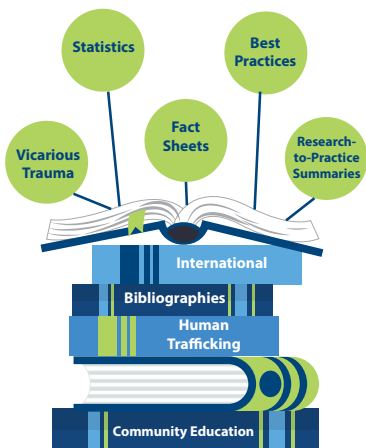 Statistics
Best
Practices
Fact
Sheets
Vicarious
Trauma
Research-
to-Practice
Summaries
International
Bibliographies
Human
Trafficking
Community Education